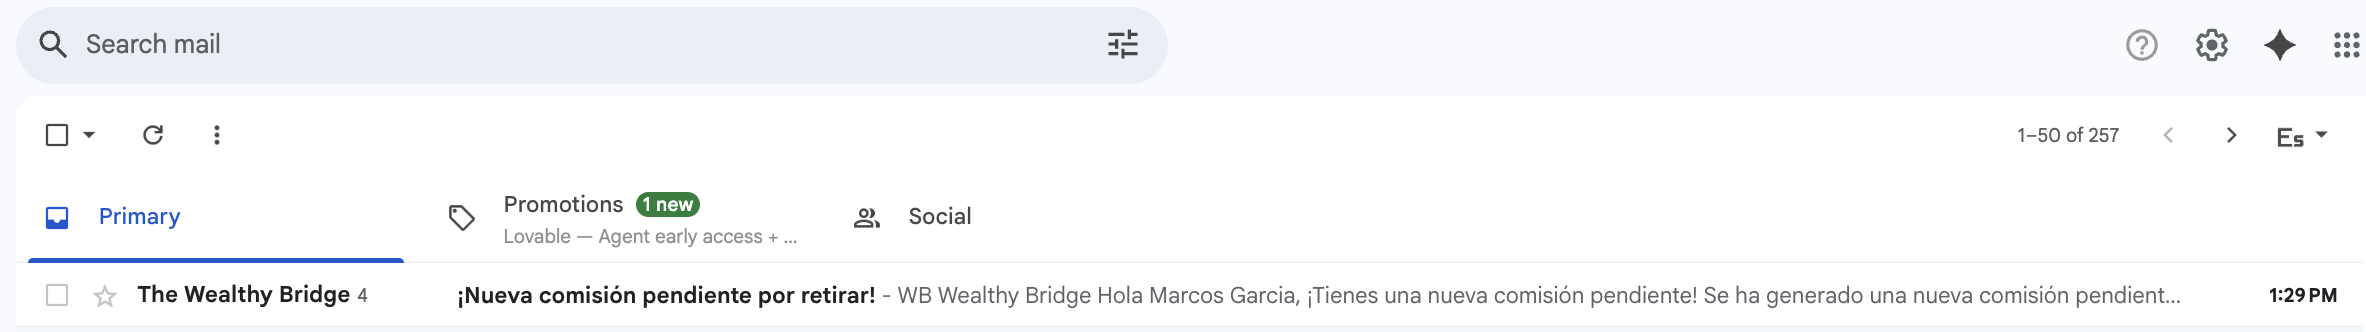 Search mail
1–50 of 257
Es
Primary
Promotions 1 new
Lovable — Agent early access + ...
Social
The Wealthy Bridge 4 ¡Nueva comisión pendiente por retirar! - WB Wealthy Bridge Hola Marcos Garcia, ¡Tienes una nueva comisión pendiente! Se ha generado una nueva comisión pendient... 1:29 PM